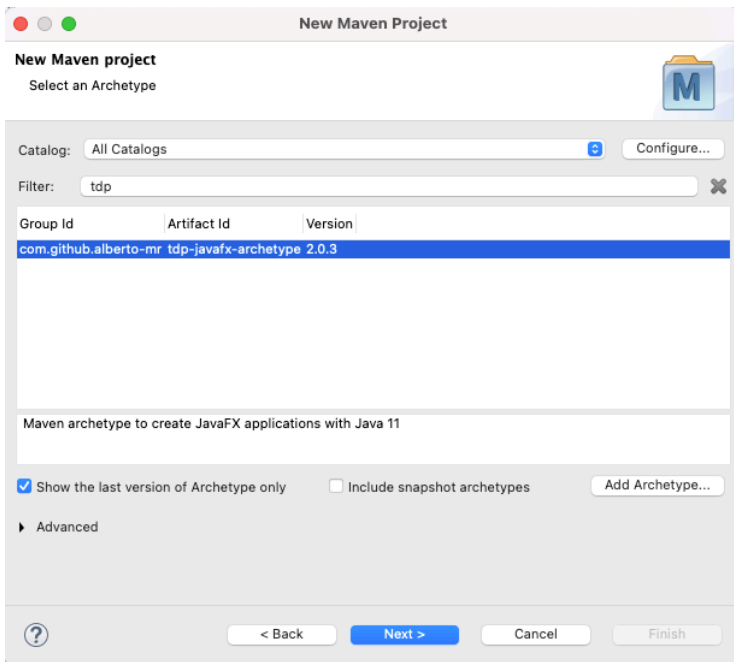 New Maven Project
New Maven project
Select an Archetype
M
Catalog: All Catalogs Configure...
Filter: tdp
Group Id Artifact Id Version
com.github.alberto-mr tdp-javafx-archetype 2.0.3
Maven archetype to create JavaFX applications with Java 11
Show the last version of Archetype only Include snapshot archetypes Add Archetype...
Advanced
? < Back Next > Cancel Finish